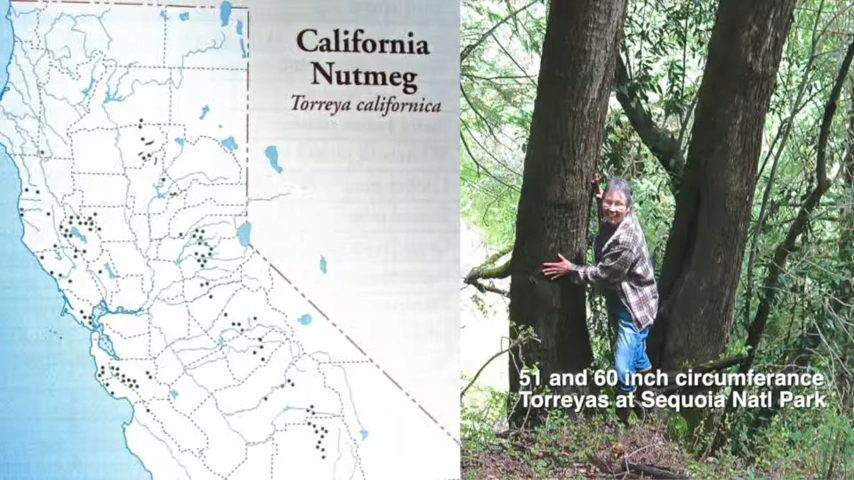 California
Nutmeg
Torreya californica
51 and 60 inch circumferance
Torreyas at Sequoia Natl Park